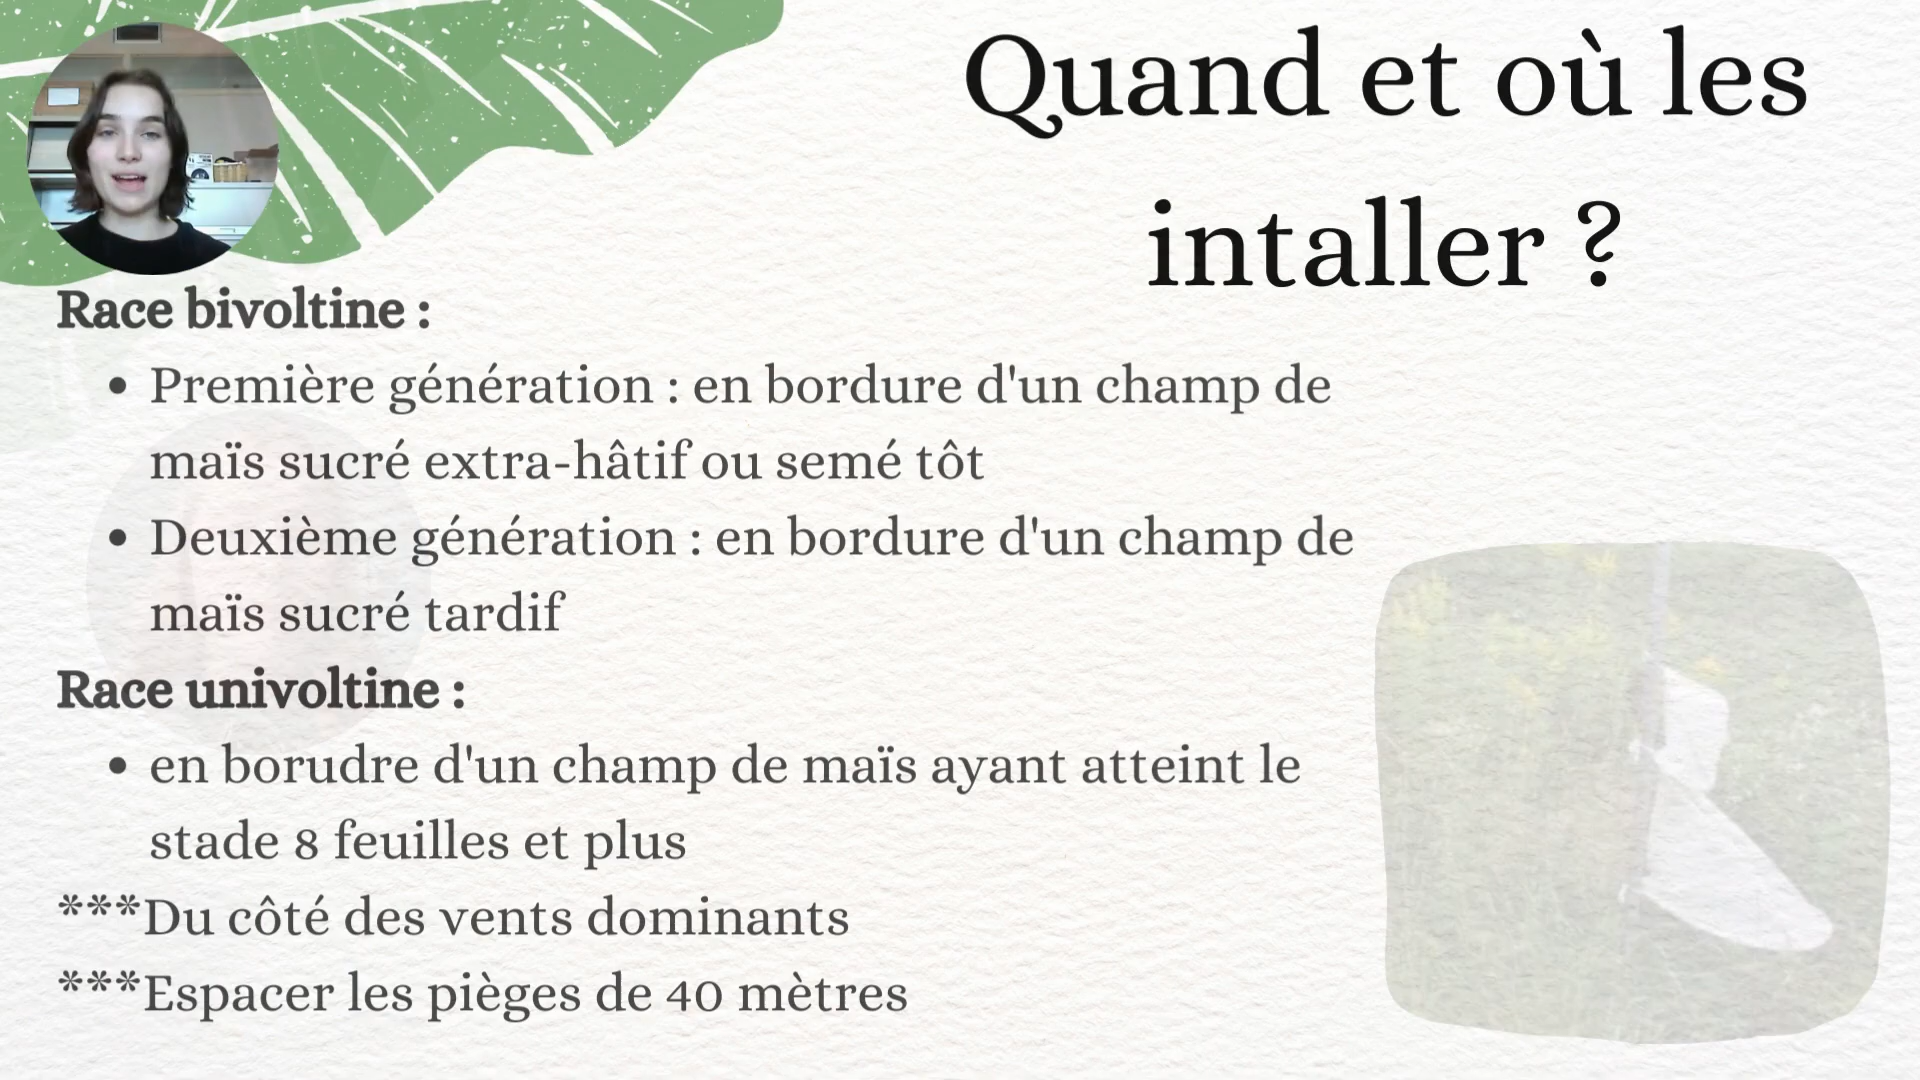 Quand et où les
intaller ?
Race bivoltine :
• Première génération : en bordure d'un champ de
maïs sucré extra-hâtif ou semé tôt
• Deuxième génération : en bordure d'un champ de
maïs sucré tardif
Race univoltine :
• en borudre d'un champ de maïs ayant atteint le
stade 8 feuilles et plus
***Du côté des vents dominants
***Espacer les pièges de 40 mètres